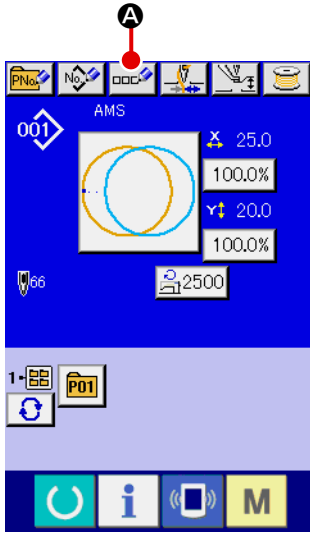 A
PNo. No.
AMS
001
X 25.0
100.0%
Y 20.0
100.0%
66
2500
1-
P01
i M